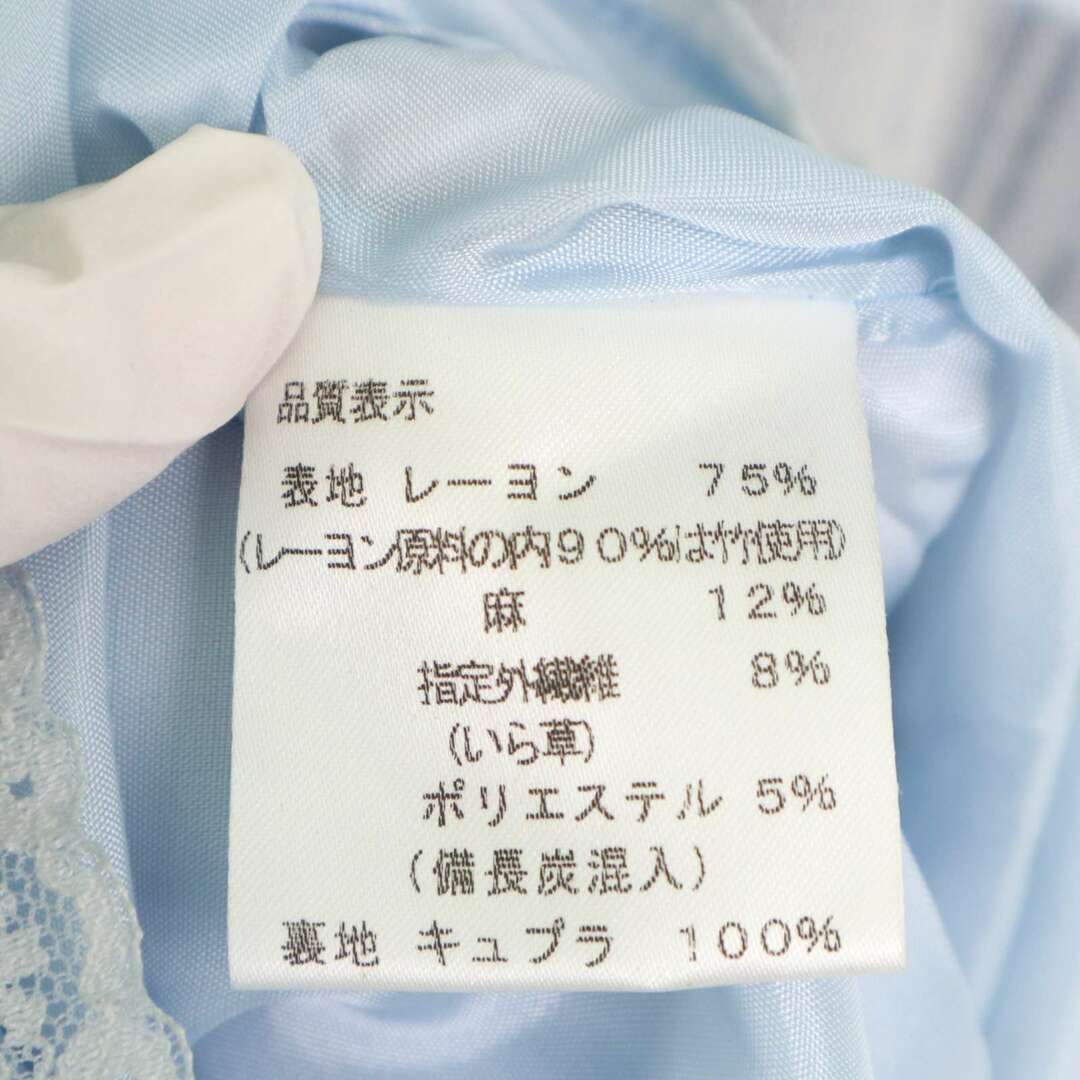 品質表示
表地 レーヨン 75%
(レーヨン原料の内90%は竹使用)
麻 12%
指定外繊維 8%
(いら草)
ポリエステル 5%
(備長炭混入)
裏地 キュプラ 100%